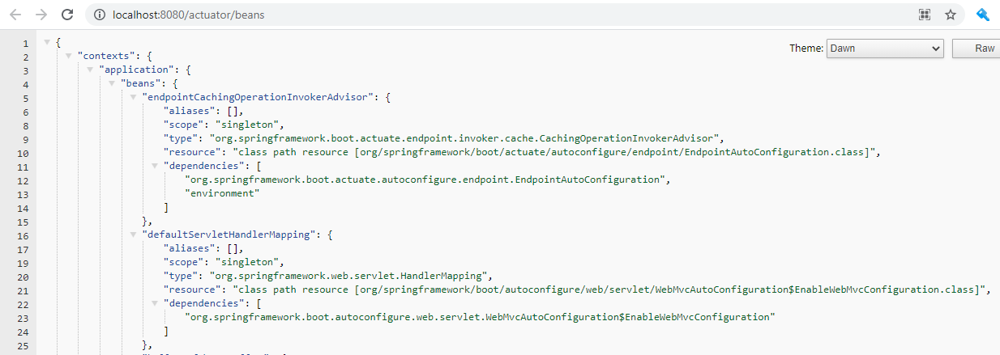 localhost:8080/actuator/beans
Theme: Dawn Raw
1 {
2 "contexts": {
3 "application": {
4 "beans": {
5 "endpointCachingOperationInvokerAdvisor": {
6 "aliases": [],
7 "scope": "singleton",
8 "type": "org.springframework.boot.actuate.endpoint.invoker.cache.CachingOperationInvokerAdvisor",
9 "resource": "class path resource [org/springframework/boot/actuate/autoconfigure/endpoint/EndpointAutoConfiguration.class]",
10 "dependencies": [
11 "org.springframework.boot.actuate.autoconfigure.endpoint.EndpointAutoConfiguration",
12 "environment"
13 ]
14 },
15 "defaultServletHandlerMapping": {
16 "aliases": [],
17 "scope": "singleton",
18 "type": "org.springframework.web.servlet.HandlerMapping",
19 "resource": "class path resource [org/springframework/boot/autoconfigure/web/servlet/WebMvcAutoConfiguration$EnableWebMvcConfiguration.class]",
20 "dependencies": [
21 "org.springframework.boot.autoconfigure.web.servlet.WebMvcAutoConfiguration$EnableWebMvcConfiguration"
22 ]
23 },
24
25